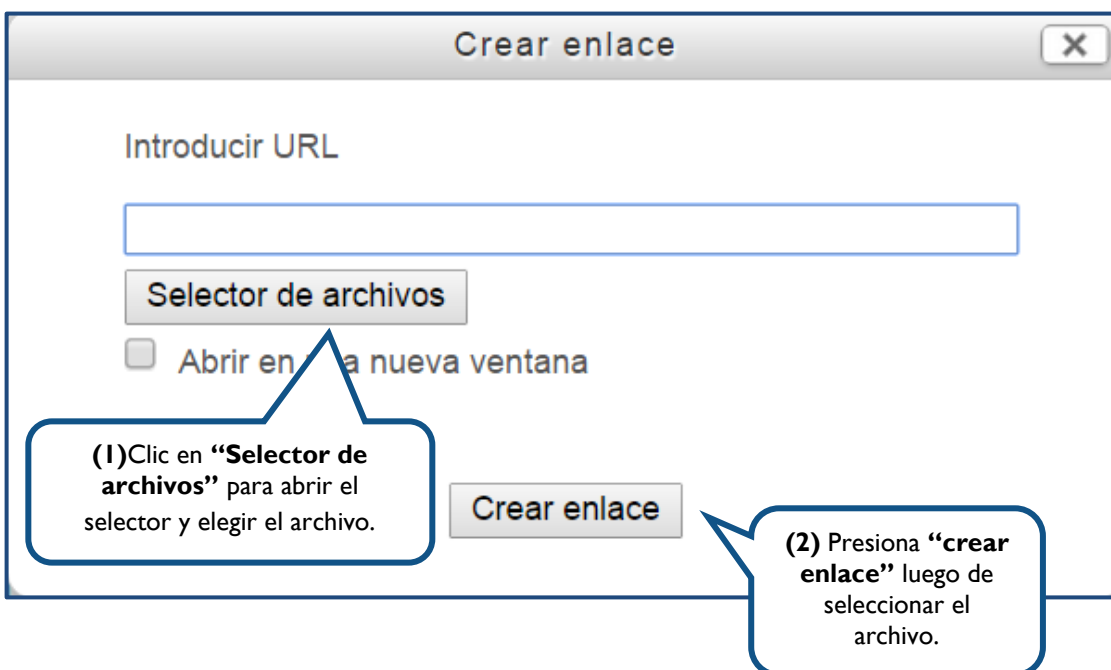 Crear enlace
Introducir URL
Selector de archivos
Abrir en una nueva ventana
(1)Clic en “Selector de
archivos” para abrir el
selector y elegir el archivo.
Crear enlace
(2) Presiona “crear
enlace” luego de
seleccionar el
archivo.